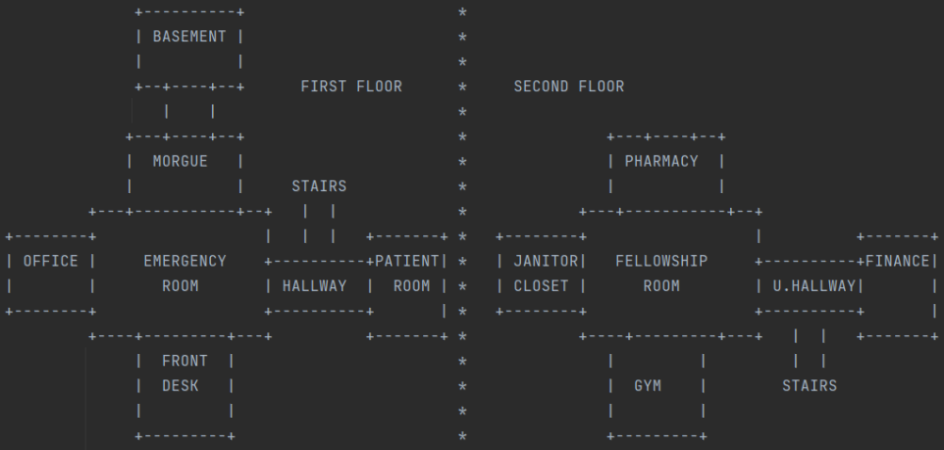 BASEMENT
FIRST FLOOR
SECOND FLOOR
MORGUE
PHARMACY
STAIRS
OFFICE
EMERGENCY
ROOM
HALLWAY
PATIENT
ROOM
JANITOR
CLOSET
FELLOWSHIP
ROOM
U.HALLWAY
FINANCE
FRONT
DESK
GYM
STAIRS